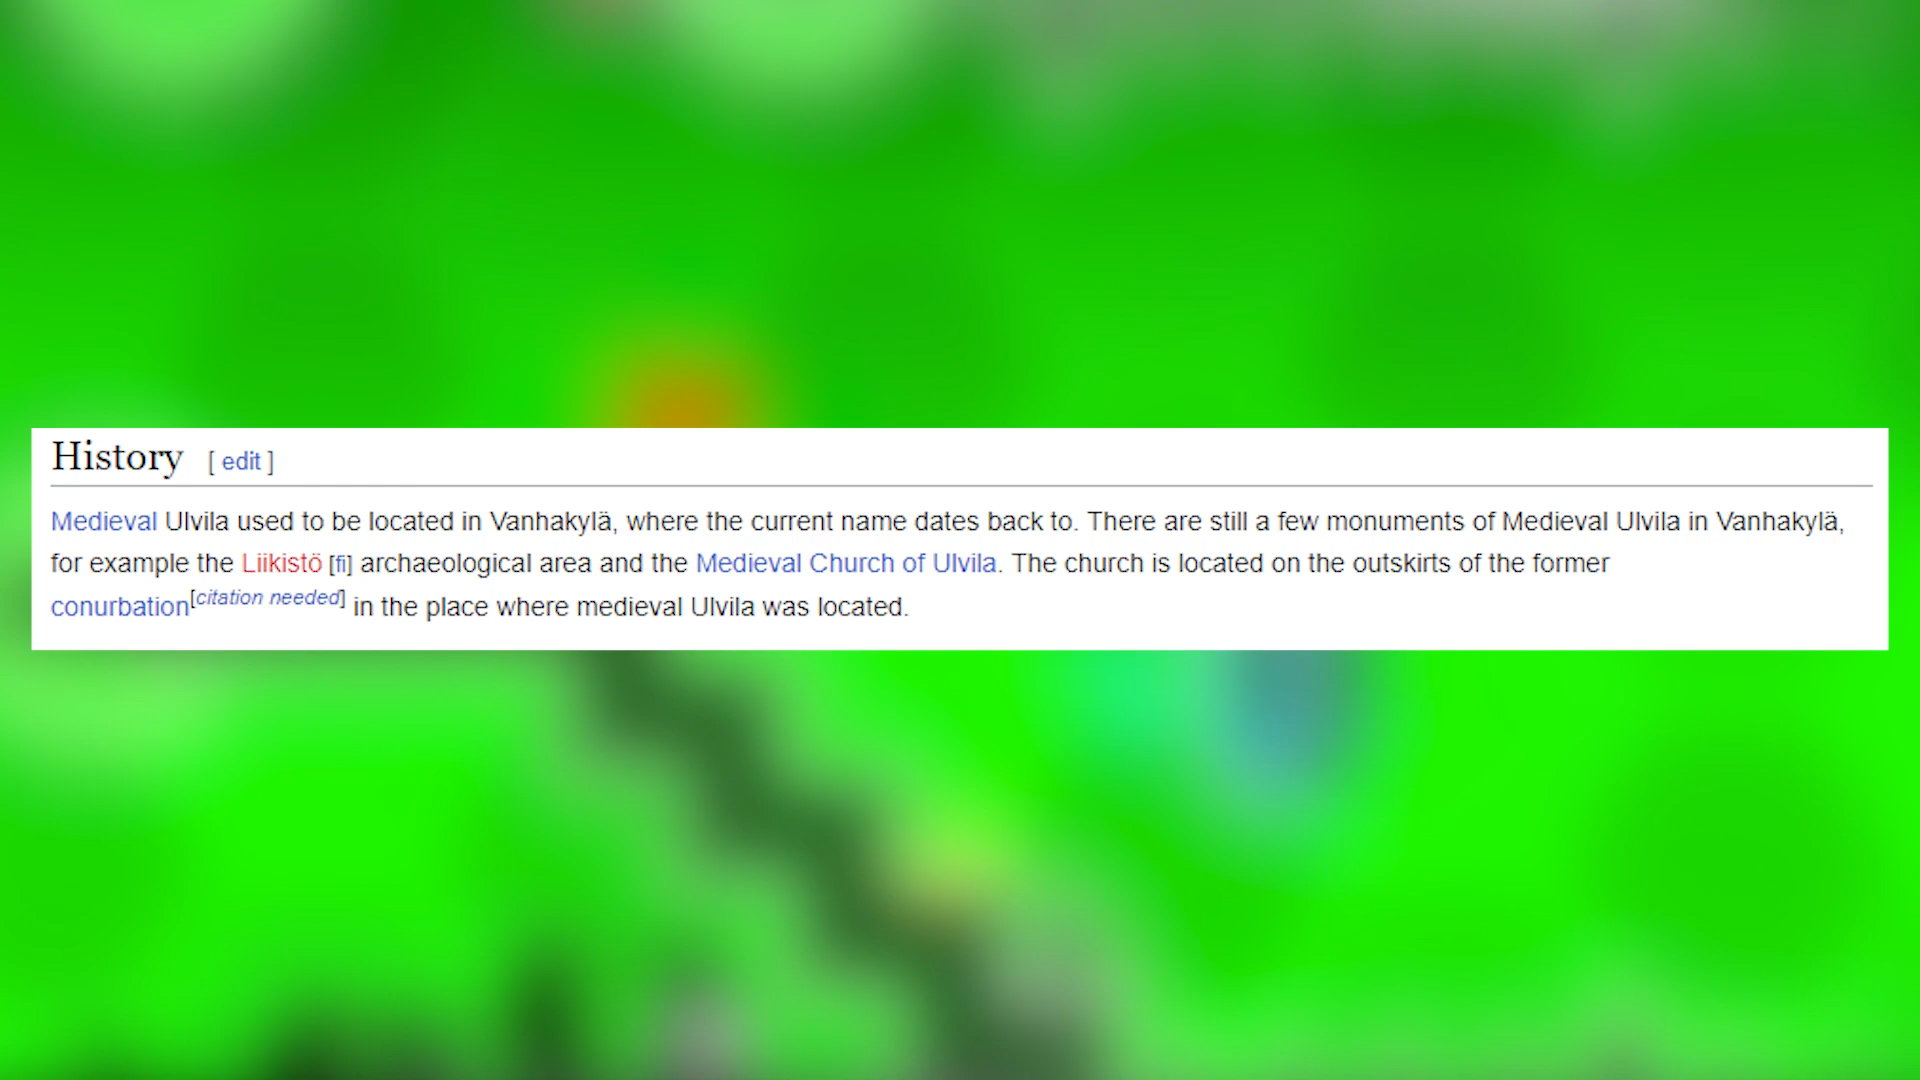 History [ edit ]
Medieval Ulvila used to be located in Vanhakylä, where the current name dates back to. There are still a few monuments of Medieval Ulvila in Vanhakylä,
for example the Liikistö [fi] archaeological area and the Medieval Church of Ulvila. The church is located on the outskirts of the former
conurbation[citation needed] in the place where medieval Ulvila was located.